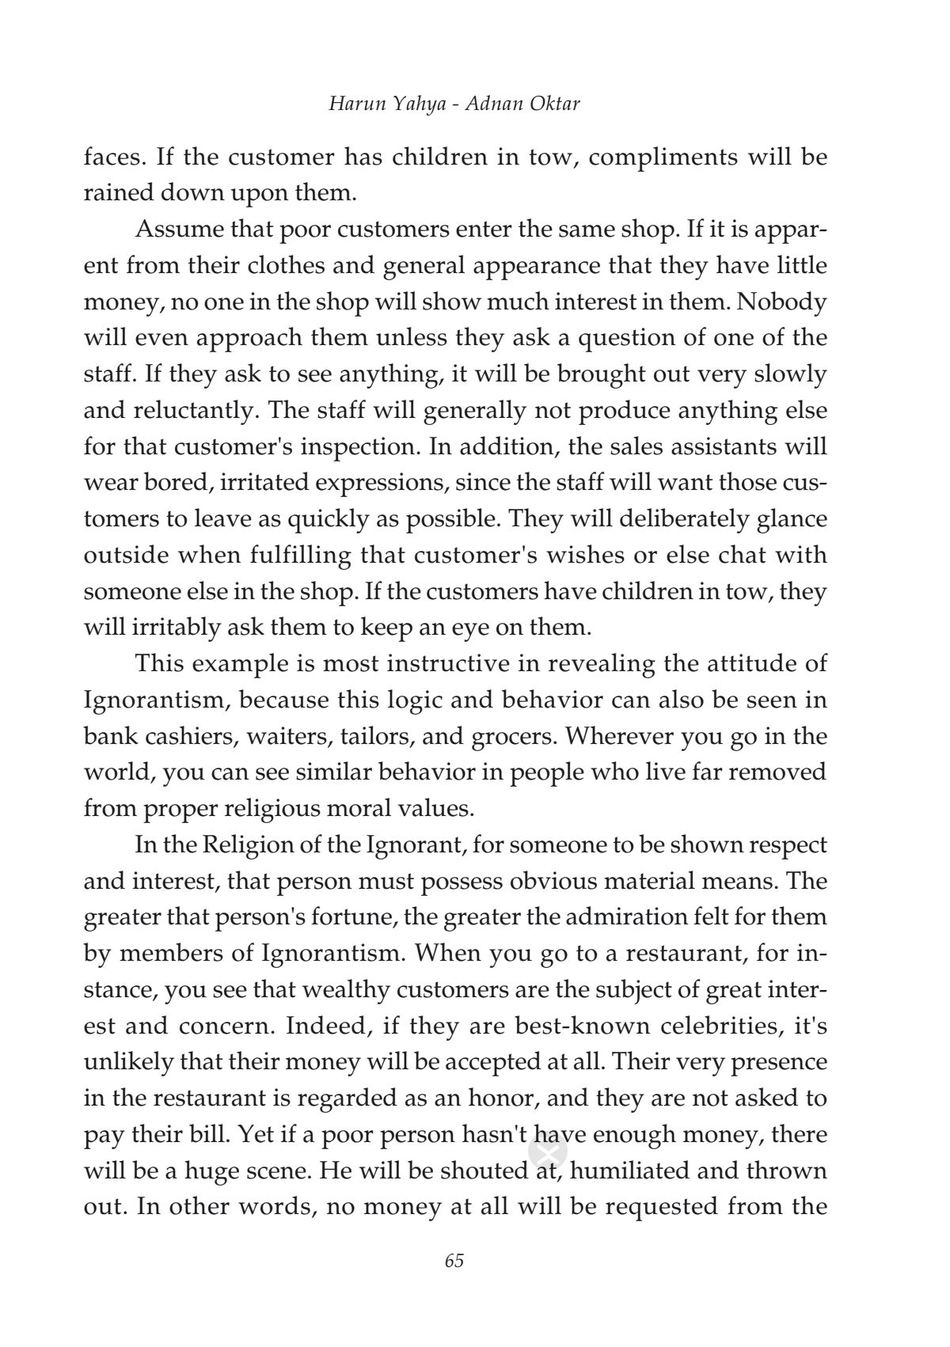 Harun Yahya - Adnan Oktar
faces. If the customer has children in tow, compliments will be
rained down upon them.
Assume that poor customers enter the same shop. If it is appar-
ent from their clothes and general appearance that they have little
money, no one in the shop will show much interest in them. Nobody
will even approach them unless they ask a question of one of the
staff. If they ask to see anything, it will be brought out very slowly
and reluctantly. The staff will generally not produce anything else
for that customer's inspection. In addition, the sales assistants will
wear bored, irritated expressions, since the staff will want those cus-
tomers to leave as quickly as possible. They will deliberately glance
outside when fulfilling that customer's wishes or else chat with
someone else in the shop. If the customers have children in tow, they
will irritably ask them to keep an eye on them.
This example is most instructive in revealing the attitude of
Ignorantism, because this logic and behavior can also be seen in
bank cashiers, waiters, tailors, and grocers. Wherever you go in the
world, you can see similar behavior in people who live far removed
from proper religious moral values.
In the Religion of the Ignorant, for someone to be shown respect
and interest, that person must possess obvious material means. The
greater that person's fortune, the greater the admiration felt for them
by members of Ignorantism. When you go to a restaurant, for in-
stance, you see that wealthy customers are the subject of great inter-
est and concern. Indeed, if they are best-known celebrities, it's
unlikely that their money will be accepted at all. Their very presence
in the restaurant is regarded as an honor, and they are not asked to
pay their bill. Yet if a poor person hasn't have enough money, there
will be a huge scene. He will be shouted at, humiliated and thrown
out. In other words, no money at all will be requested from the
65